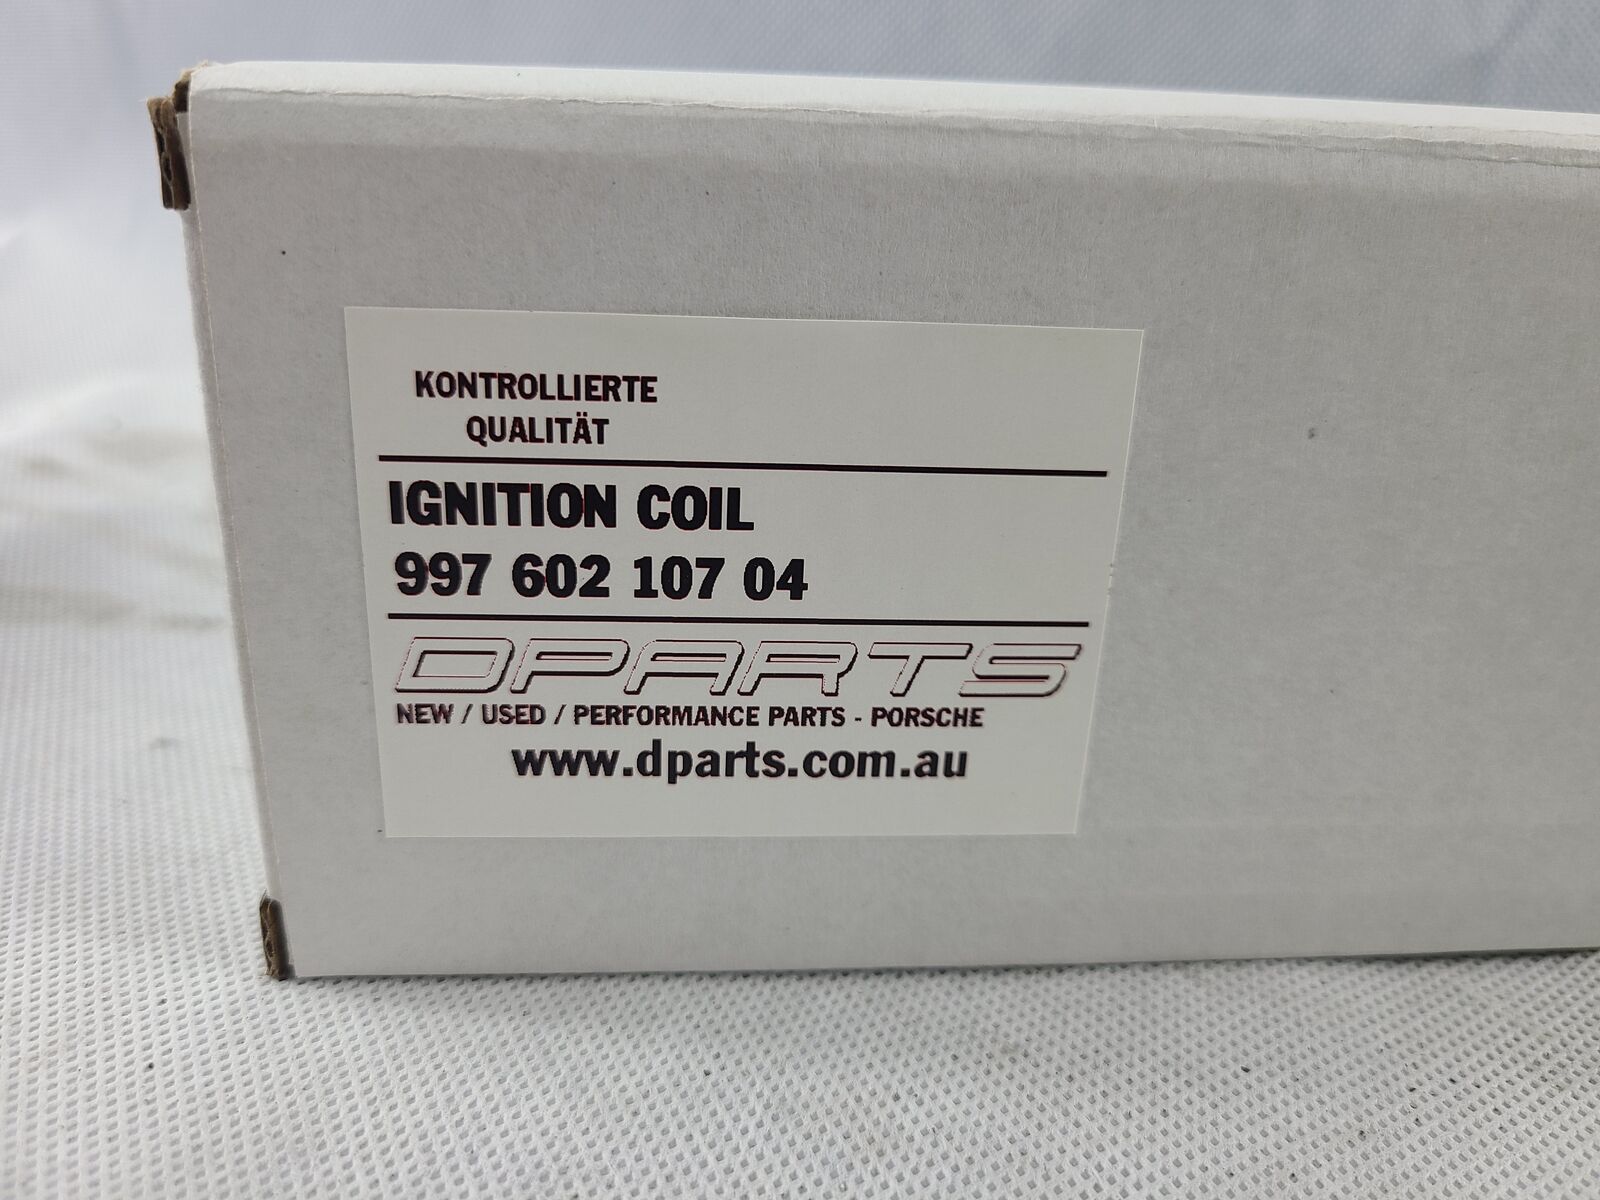 KONTROLLIERTE
QUALITÄT
IGNITION COIL
997 602 107 04
DPARTS
NEW / USED / PERFORMANCE PARTS - PORSCHE
www.dparts.com.au